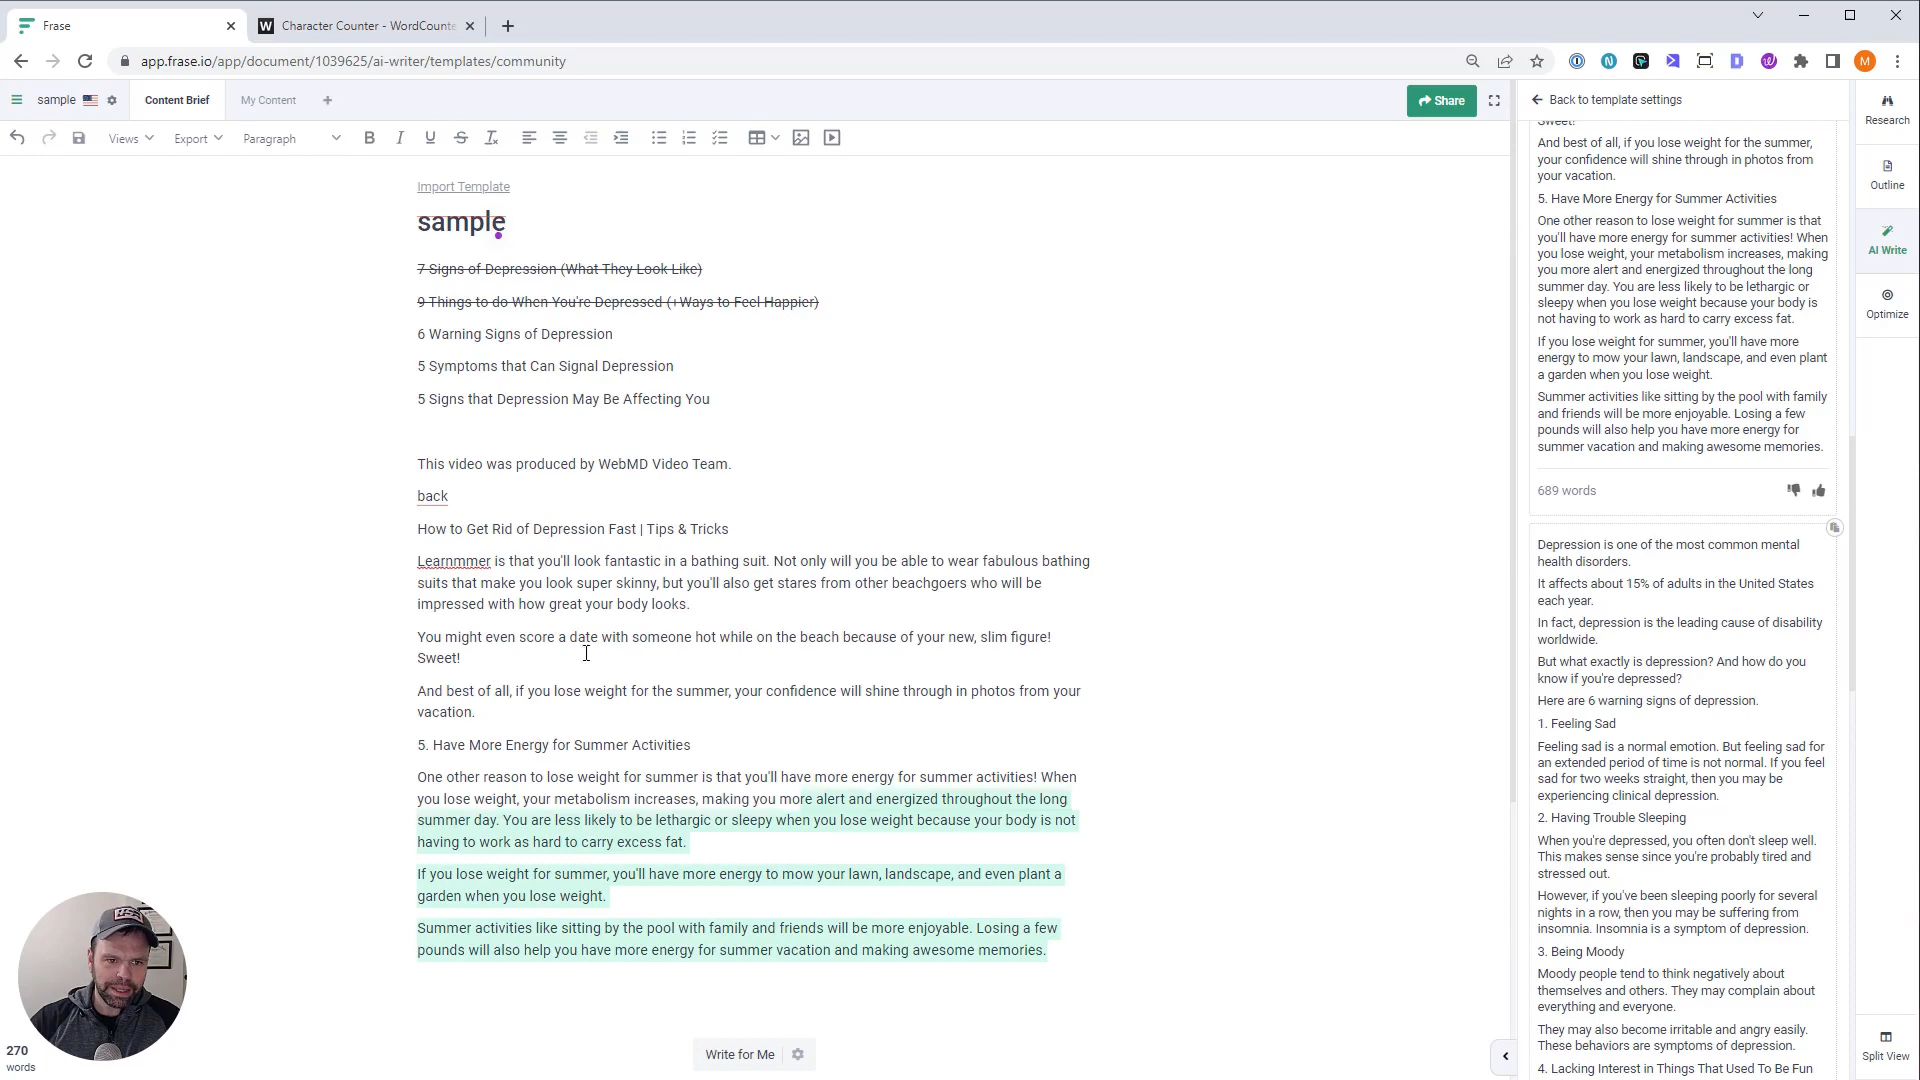 Frase
Character Counter - WordCounte
app.frase.io/app/document/1039625/ai-writer/templates/community
M
sample
Content Brief
My Content
Share
Views
Export
Paragraph
Import Template
sample
7 Signs of Depression (What They Look Like)
9 Things to do When You're Depressed (+Ways to Feel Happier)
6 Warning Signs of Depression
5 Symptoms that Can Signal Depression
5 Signs that Depression May Be Affecting You
This video was produced by WebMD Video Team.
back
How to Get Rid of Depression Fast | Tips & Tricks
Learnmmer is that you'll look fantastic in a bathing suit. Not only will you be able to wear fabulous bathing
suits that make you look super skinny, but you'll also get stares from other beachgoers who will be
impressed with how great your body looks.
You might even score a date with someone hot while on the beach because of your new, slim figure!
Sweet!
And best of all, if you lose weight for the summer, your confidence will shine through in photos from your
vacation.
5. Have More Energy for Summer Activities
One other reason to lose weight for summer is that you'll have more energy for summer activities! When
you lose weight, your metabolism increases, making you more alert and energized throughout the long
summer day. You are less likely to be lethargic or sleepy when you lose weight because your body is not
having to work as hard to carry excess fat.
If you lose weight for summer, you'll have more energy to mow your lawn, landscape, and even plant a
garden when you lose weight.
Summer activities like sitting by the pool with family and friends will be more enjoyable. Losing a few
pounds will also help you have more energy for summer vacation and making awesome memories.
270
words
Write for Me
Back to template settings
Sweet!
And best of all, if you lose weight for the summer,
your confidence will shine through in photos from
your vacation.
5. Have More Energy for Summer Activities
One other reason to lose weight for summer is that
you'll have more energy for summer activities! When
you lose weight, your metabolism increases, making
you more alert and energized throughout the long
summer day. You are less likely to be lethargic or
sleepy when you lose weight because your body is
not having to work as hard to carry excess fat.
If you lose weight for summer, you'll have more
energy to mow your lawn, landscape, and even plant
a garden when you lose weight.
Summer activities like sitting by the pool with family
and friends will be more enjoyable. Losing a few
pounds will also help you have more energy for
summer vacation and making awesome memories.
689 words
Depression is one of the most common mental
health disorders.
It affects about 15% of adults in the United States
each year.
In fact, depression is the leading cause of disability
worldwide.
But what exactly is depression? And how do you
know if you're depressed?
Here are 6 warning signs of depression.
1. Feeling Sad
Feeling sad is a normal emotion. But feeling sad for
an extended period of time is not normal. If you feel
sad for two weeks straight, then you may be
experiencing clinical depression.
2. Having Trouble Sleeping
When you're depressed, you often don't sleep well.
This makes sense since you're probably tired and
stressed out.
However, if you've been sleeping poorly for several
nights in a row, then you may be suffering from
insomnia. Insomnia is a symptom of depression.
3. Being Moody
Moody people tend to think negatively about
themselves and others. They may complain about
everything and everyone.
They may also become irritable and angry easily.
These behaviors are symptoms of depression.
4. Lacking Interest in Things That Used To Be Fun
Research
Outline
AI Write
Optimize
Split View